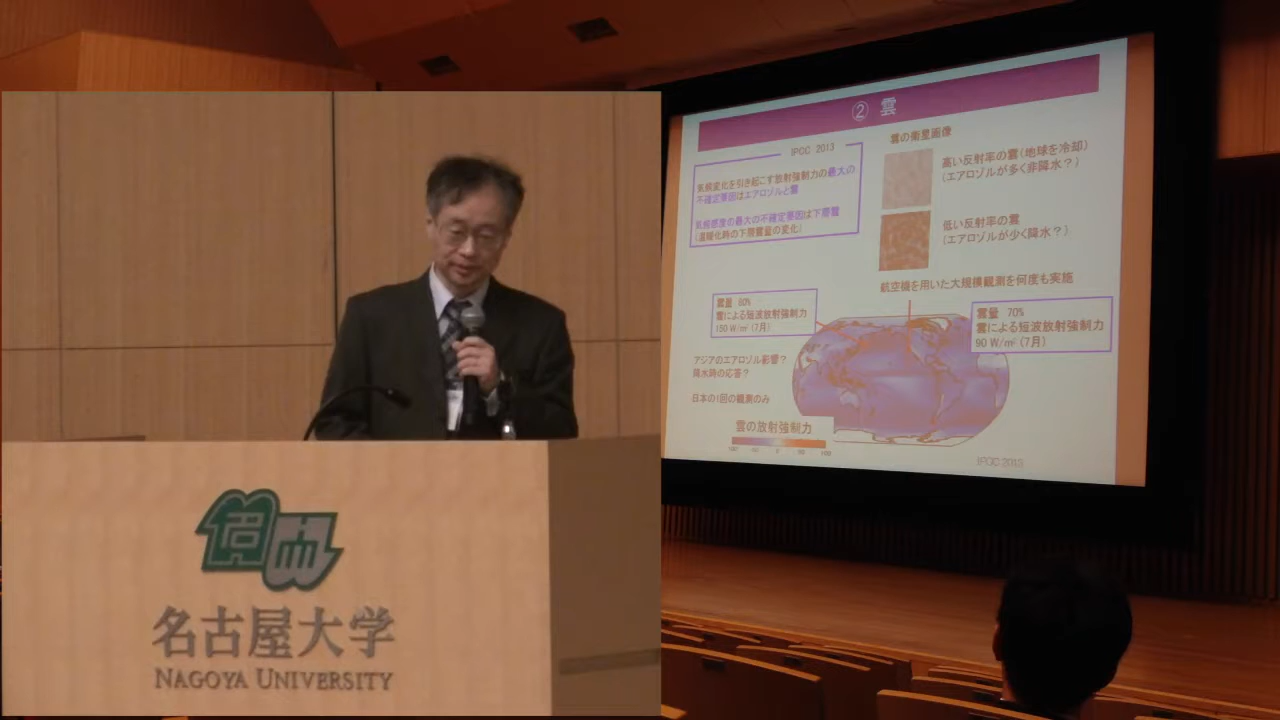 ② 雲
IPCC 2013
気候変化を引き起こす放射強制力の最大の
不確定要因はエアロゾルと雲
気候感度の最大の不確定要因は下層雲
(温暖化時の下層雲量の変化)
雲の衛星画像
高い反射率の雲(地球を冷却)
(エアロゾルが多く非降水?)
低い反射率の雲
(エアロゾルが少く降水?)
航空機を用いた大規模観測を何度も実施
雲量 80%
雲による短波放射強制力
150 W/㎡ (7月)
雲量 70%
雲による短波放射強制力
90 W/㎡ (7月)
アジアのエアロゾル影響?
降水時の応答?
日本の1回の観測のみ
雲の放射強制力
IPCC 2013
名古屋大学
NAGOYA UNIVERSITY